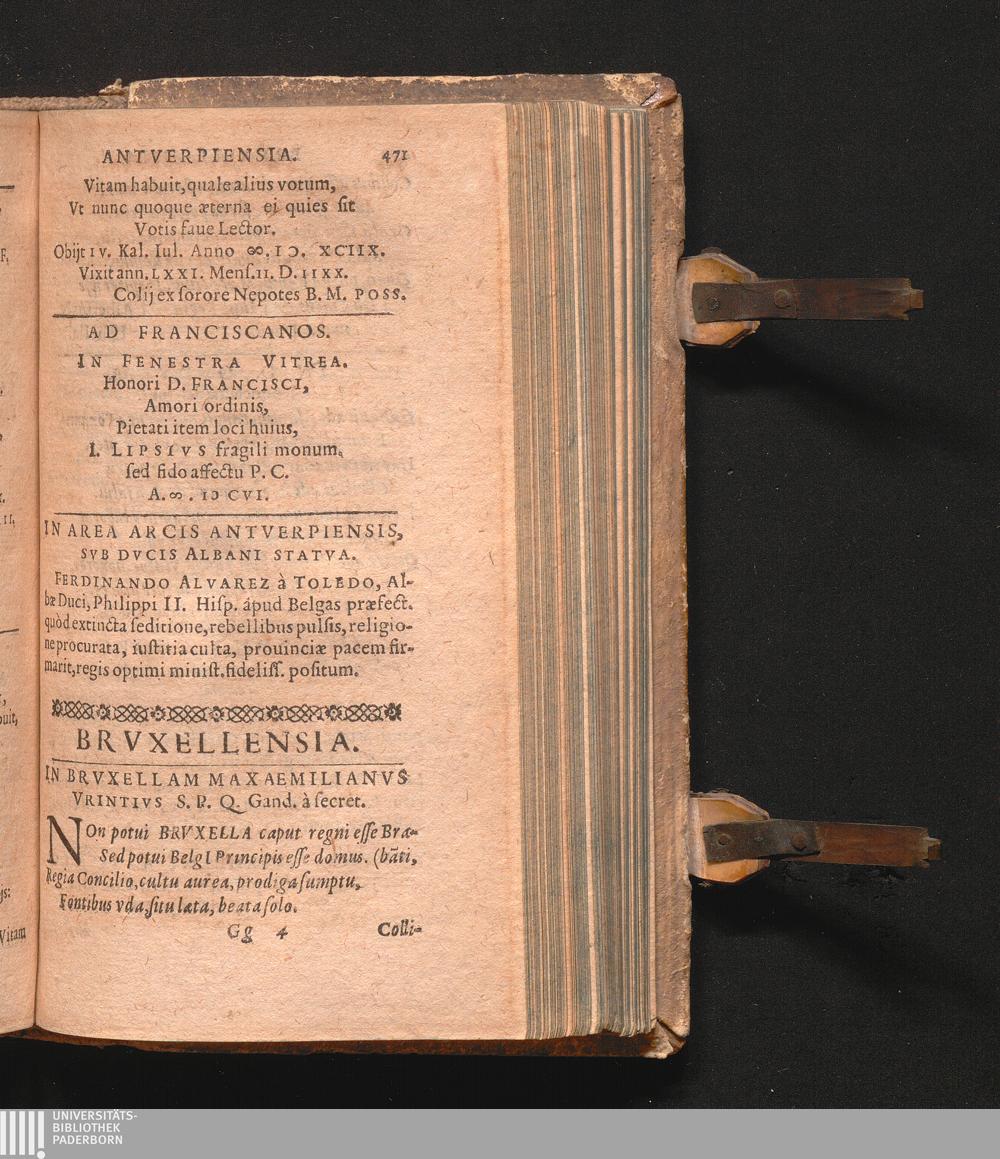 ANTVERPIENSIA. 471
Vitam habuit, quale alius votum,
Vt nunc quoque æterna ei quies ſit
Votis faue Lector.
Obijt IV. Kal. Iul. Anno ∞. IↃ. XCIIX.
Vixit ann. LXXI. Menſ. II. D. IIXX.
Colij ex ſorore Nepotes B. M. POSS.
AD FRANCISCANOS.
IN FENESTRA VITREA.
Honori D. FRANCISCI,
Amori ordinis,
Pietati item loci huius,
I. LIPSIVS fragili monum.
ſed fido affectu P. C.
A. ∞. IↃ CVI.
IN AREA ARCIS ANTVERPIENSIS,
SVB DVCIS ALBANI STATVA.
FERDINANDO ALVAREZ à TOLEDO, Al-
bæ Duci, Philippi II. Hiſp. ápud Belgas præfect.
quòd extincta ſeditione, rebellibus pulſis, religio-
ne procurata, iuſtitia culta, prouinciæ pacem fir-
marit, regis optimi miniſt. fideliſſ. poſitum.
BRVXELLENSIA.
IN BRVXELLAM MAXAEMILIANVS
VRINTIVS S. P. Q. Gand. à ſecret.
NOn potui BRVXELLA caput regni eſſe Bra-
Sed potui BelgI Principis eſſe domus. (bāti,
Regia Concilio, cultu aurea, prodiga ſumptu,
Fontibus vda, ſitu lata, beata ſolo.
Gg 4 Colli-
F,
II,
buit,
js:
Vitam
UNIVERSITÄTS-
BIBLIOTHEK
PADERBORN